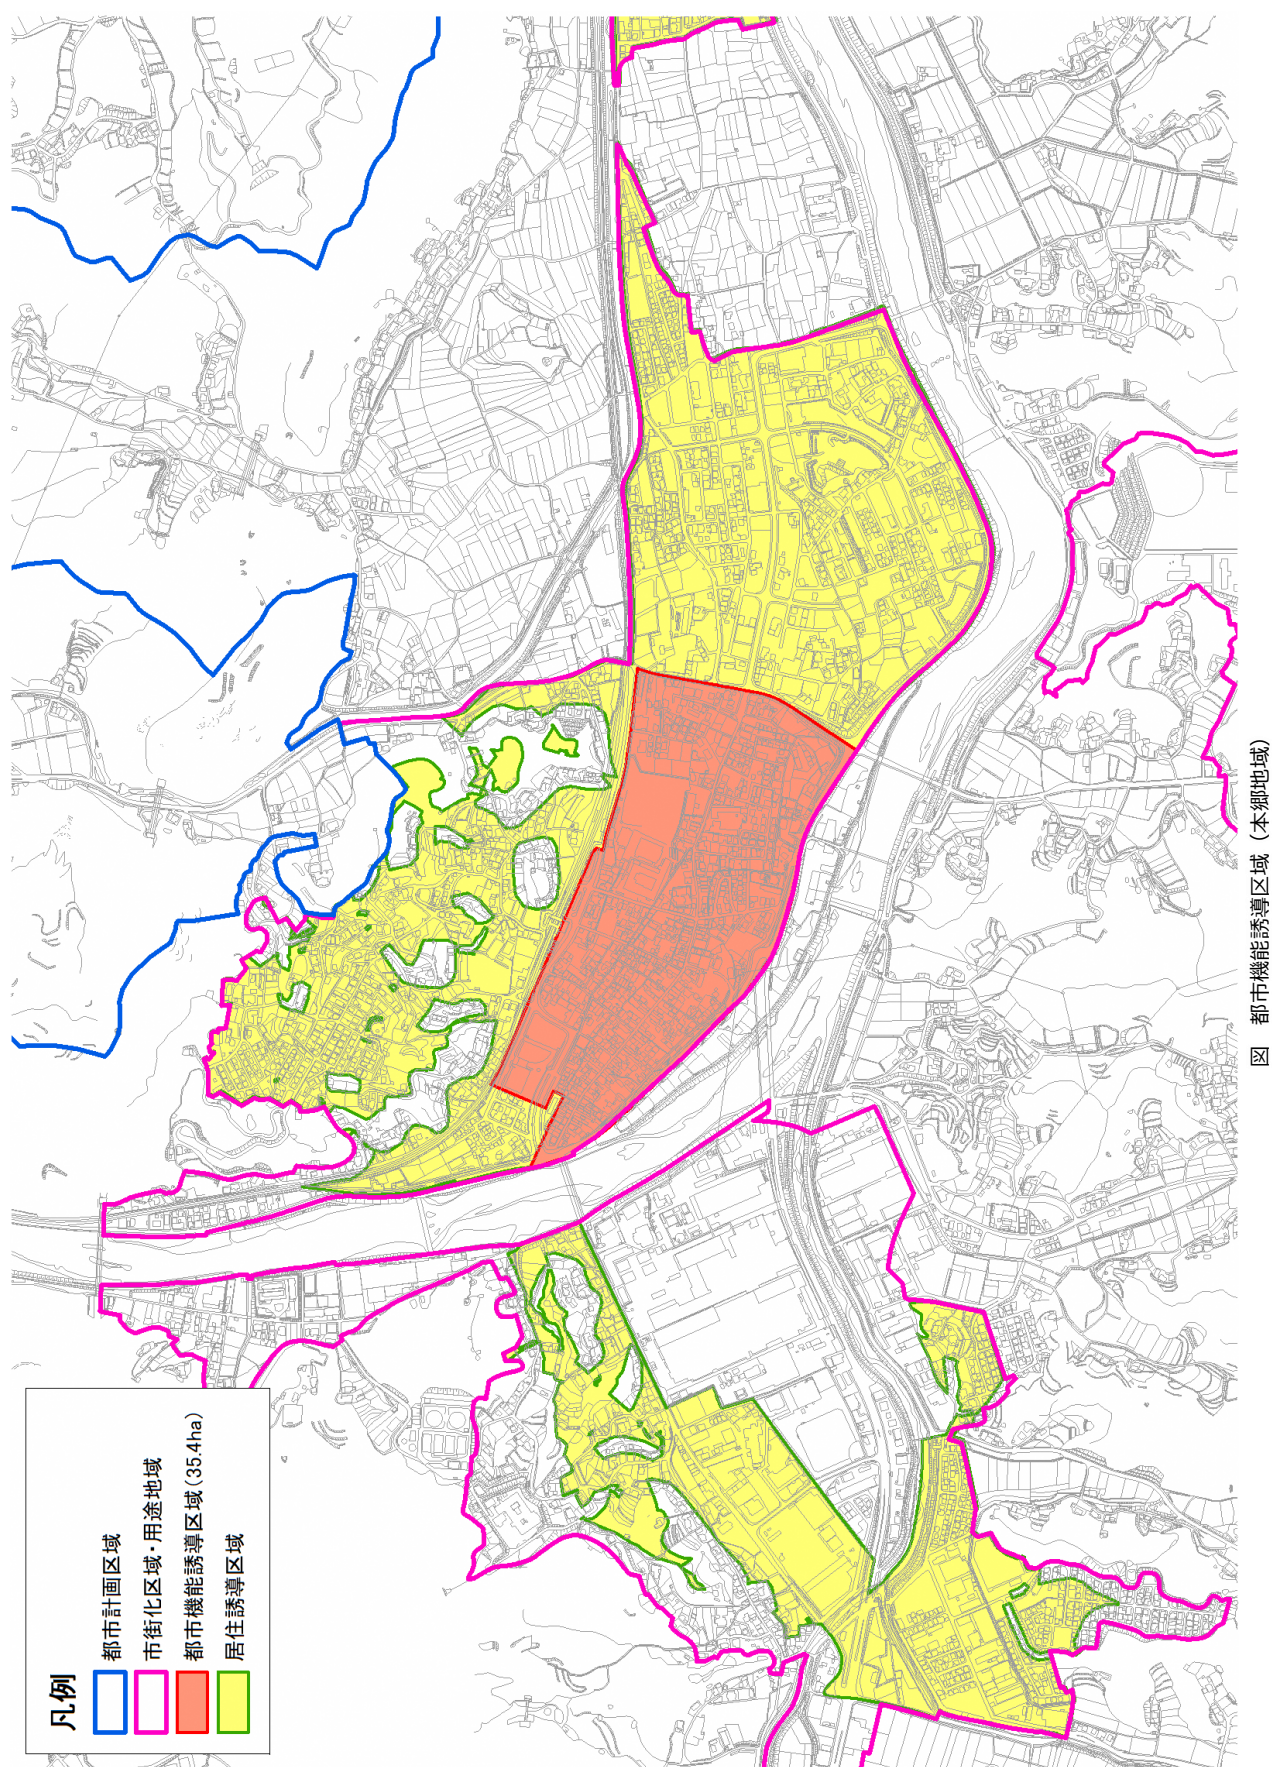 凡例
都市計画区域
市街化区域・用途地域
都市機能誘導区域(35.4ha)
居住誘導区域
図　都市機能誘導区域（本郷地域）